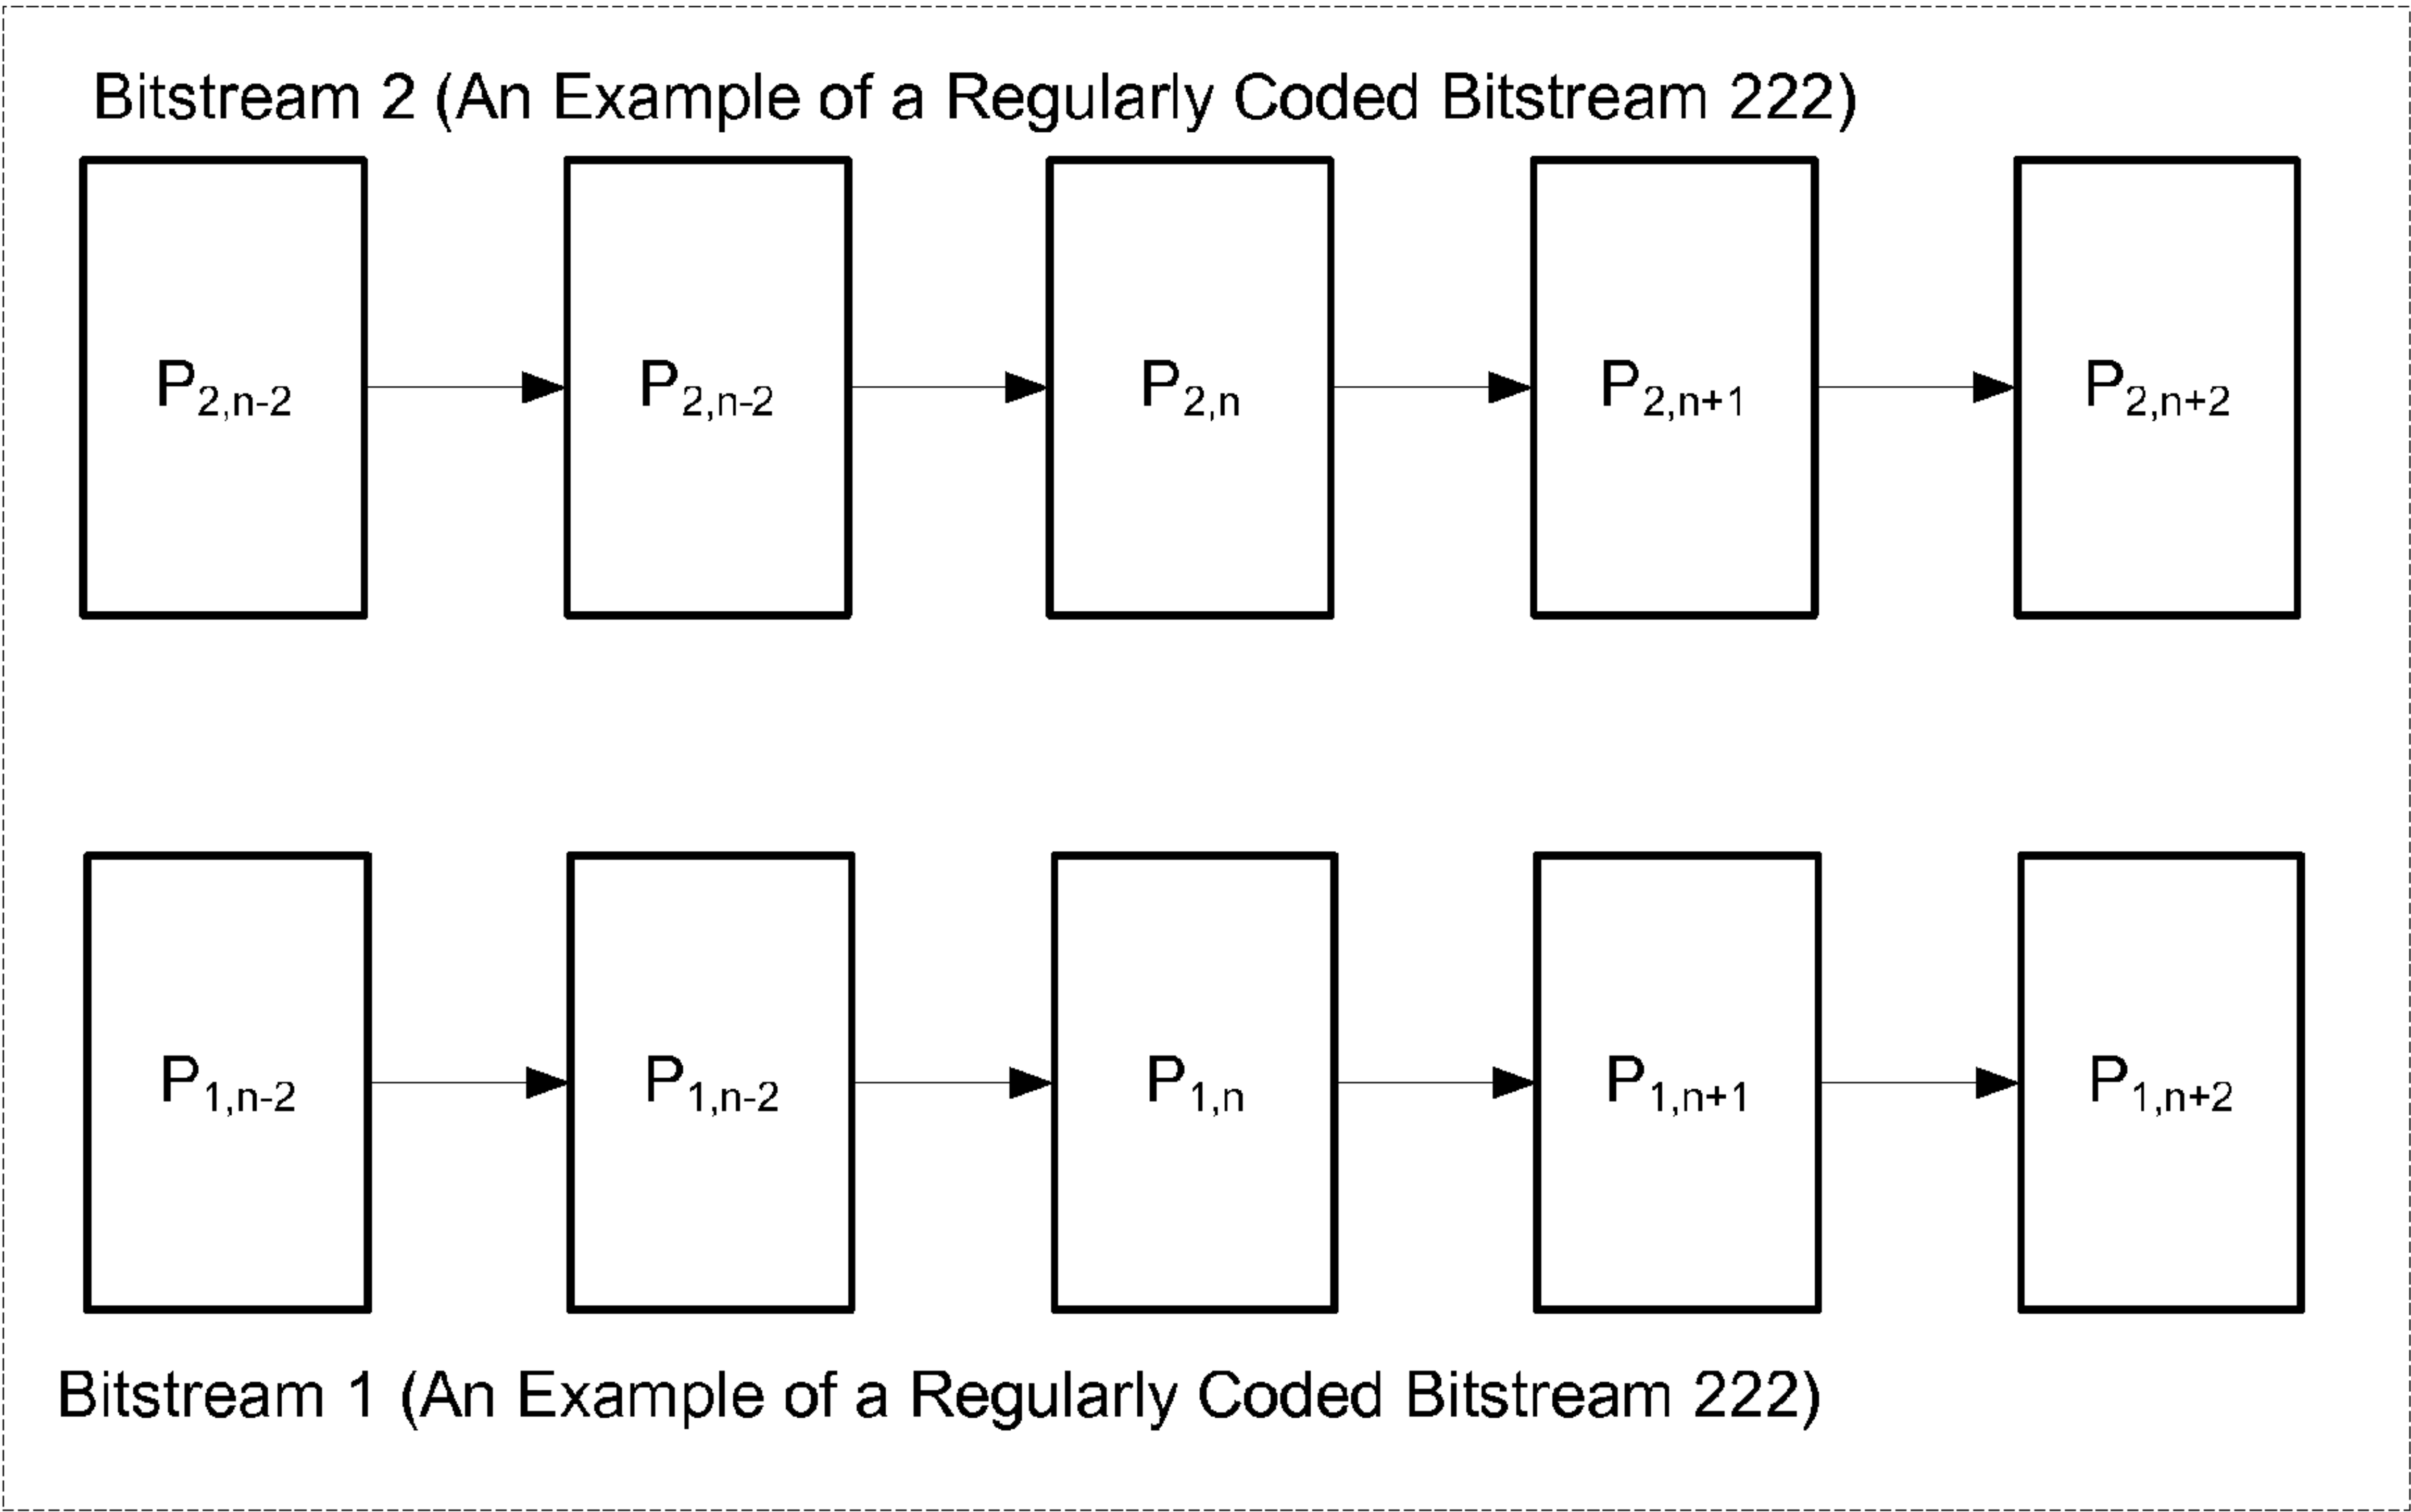 Bitstream 2 (An Example of a Regularly Coded Bitstream 222)
P2,n-2 P2,n-2 P2,n P2,n+1 P2,n+2
P1,n-2 P1,n-2 P1,n P1,n+1 P1,n+2
Bitstream 1 (An Example of a Regularly Coded Bitstream 222)